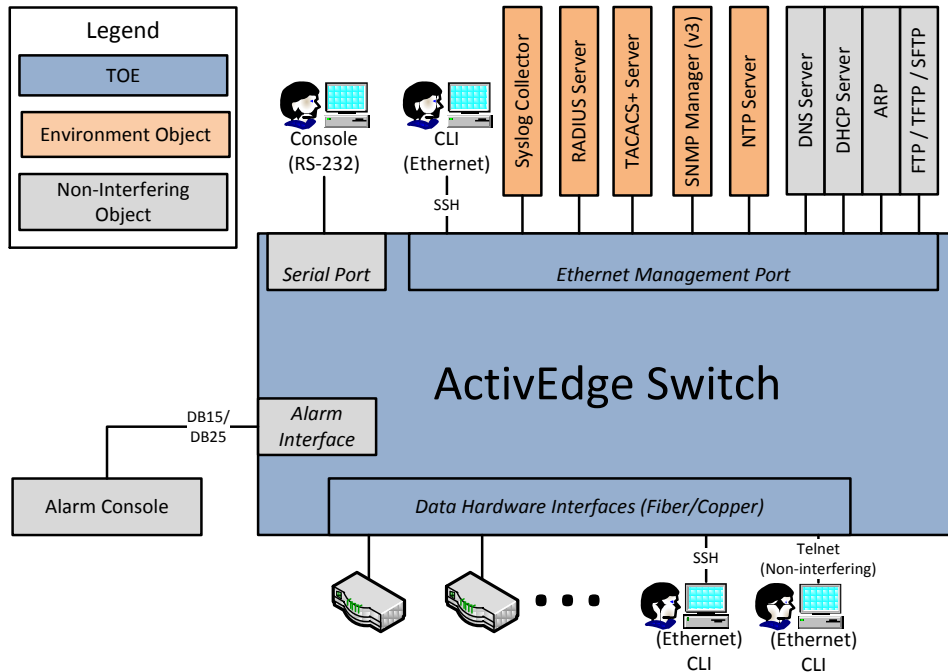 Legend
TOE
Environment Object
Non-Interfering
Object
Console
(RS-232)
CLI
(Ethernet)
SSH
Syslog Collector
RADIUS Server
TACACS+ Server
SNMP Manager (v3)
NTP Server
DNS Server
DHCP Server
ARP
FTP / TFTP / SFTP
Serial Port
Ethernet Management Port
ActivEdge Switch
DB15/
DB25
Alarm
Interface
Alarm Console
Data Hardware Interfaces (Fiber/Copper)
SSH
Telnet
(Non-interfering)
(Ethernet)
CLI
(Ethernet)
CLI